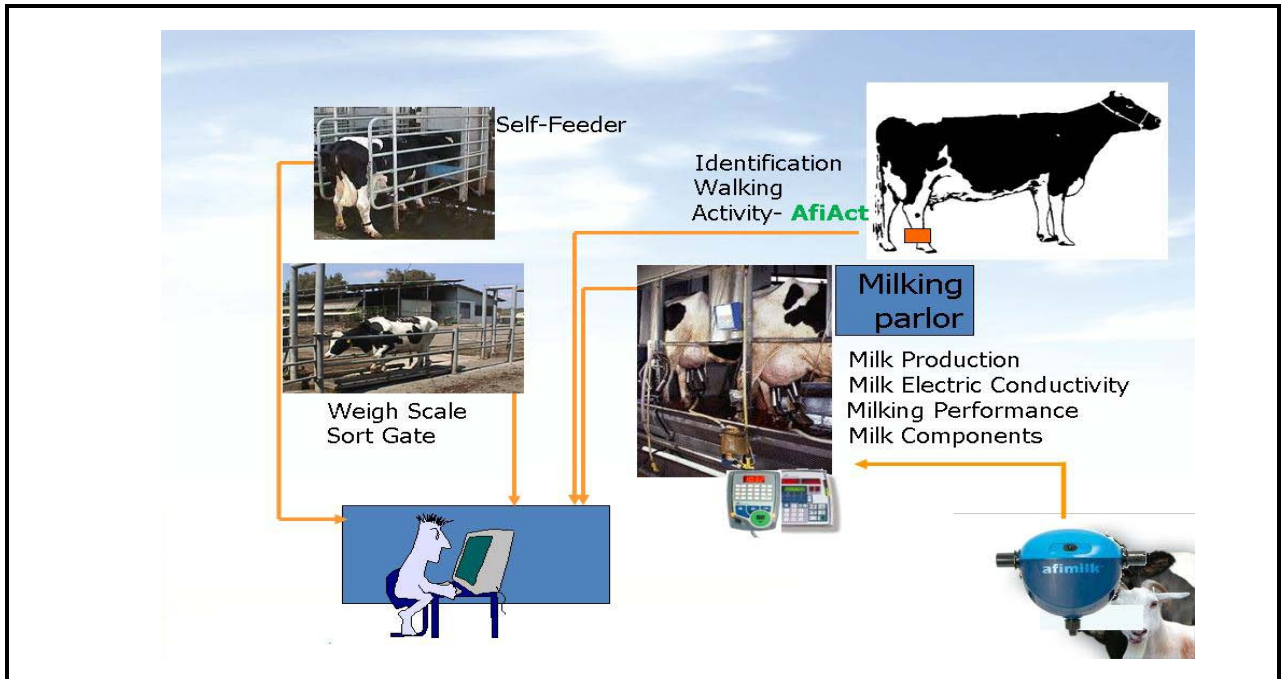 Self-Feeder
Identification
Walking
Activity- AfiAct
Milking
parlor
Milk Production
Milk Electric Conductivity
Milking Performance
Milk Components
Weigh Scale
Sort Gate
afimilk